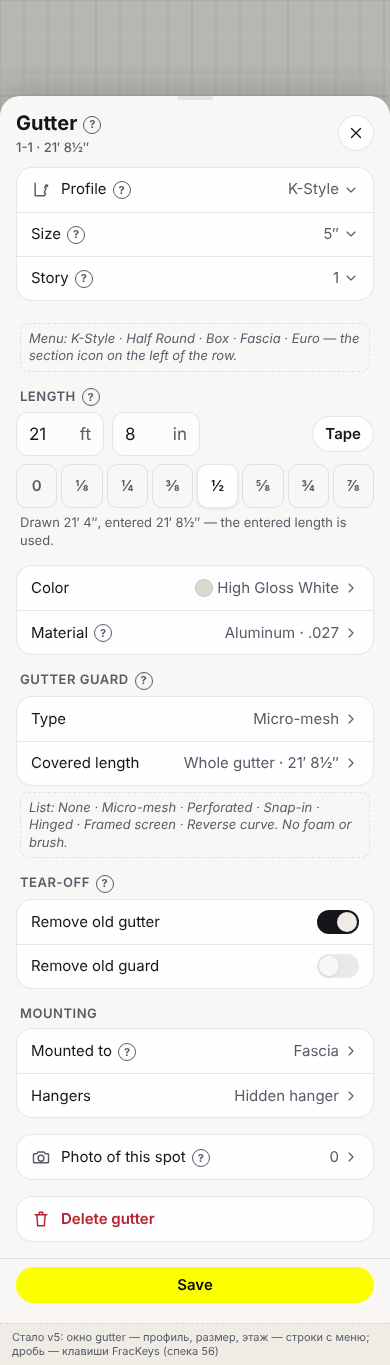 Gutter ?
1-1 · 21′ 8½″
Profile ? K-Style
Size ? 5″
Story ? 1
Menu: K-Style · Half Round · Box · Fascia · Euro — the
section icon on the left of the row.
LENGTH ?
21 ft 8 in Tape
0 ⅛ ¼ ⅜ ½ ⅝ ¾ ⅞
Drawn 21′ 4″, entered 21′ 8½″ — the entered length is
used.
Color High Gloss White
Material ? Aluminum · .027
GUTTER GUARD ?
Type Micro-mesh
Covered length Whole gutter · 21′ 8½″
List: None · Micro-mesh · Perforated · Snap-in ·
Hinged · Framed screen · Reverse curve. No foam or
brush.
TEAR-OFF ?
Remove old gutter
Remove old guard
MOUNTING
Mounted to ? Fascia
Hangers Hidden hanger
Photo of this spot ? 0
Delete gutter
Save
Стало v5: окно gutter — профиль, размер, этаж — строки с меню;
дробь — клавиши FracKeys (спека 56)